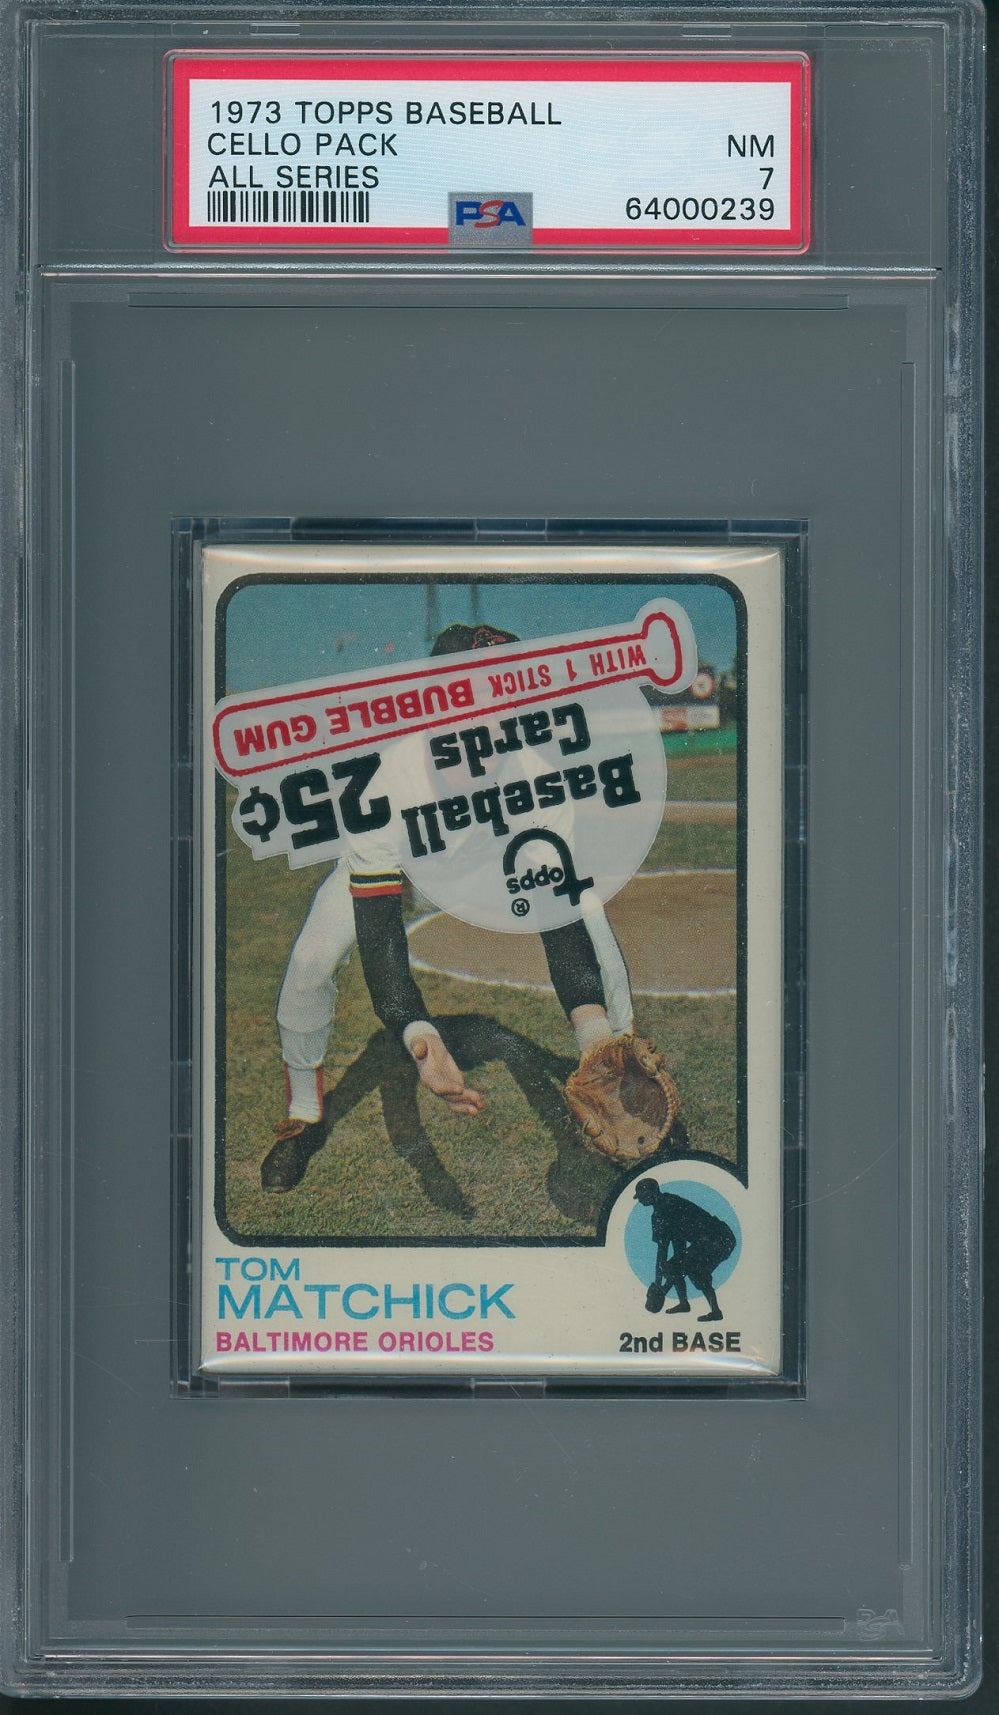 1973 TOPPS BASEBALL
CELLO PACK
ALL SERIES
NM
7
64000239
PSA
®
topps
Baseball
Cards
25¢
WITH 1 STICK BUBBLE GUM
TOM
MATCHICK
BALTIMORE ORIOLES
2nd BASE
PSA